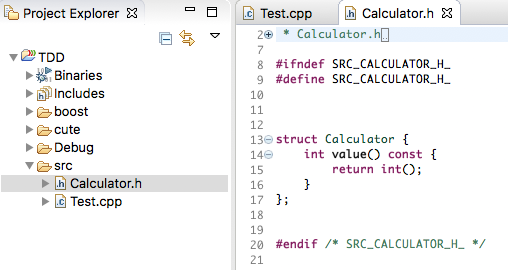 Project Explorer
TDD
Binaries
Includes
boost
cute
Debug
src
.h Calculator.h
.c Test.cpp
.c Test.cpp .h Calculator.h
2 * Calculator.h
7
8 #ifndef SRC_CALCULATOR_H_
9 #define SRC_CALCULATOR_H_
10
11
12
13 struct Calculator {
14 int value() const {
15 return int();
16 }
17 };
18
19
20 #endif /* SRC_CALCULATOR_H_ */
21